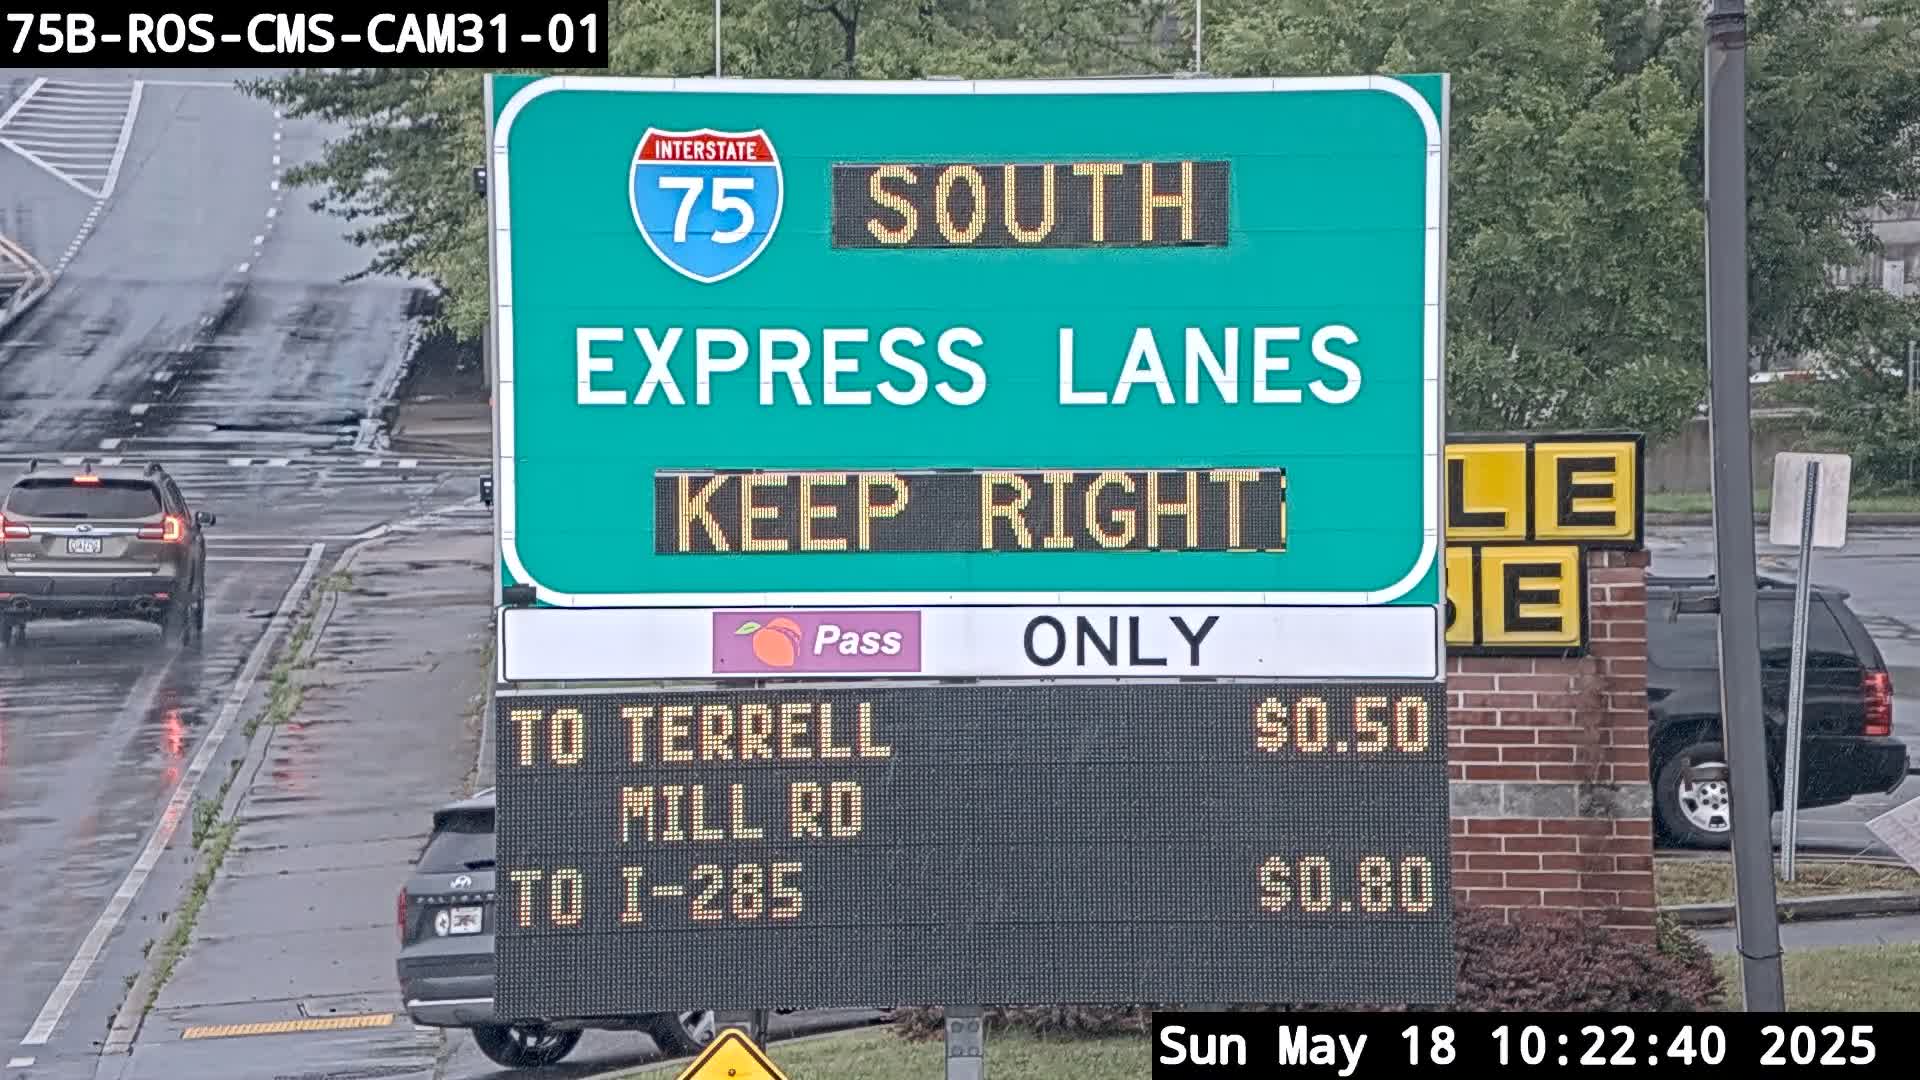 75B-ROS-CMS-CAM31-01
INTERSTATE
75 SOUTH
EXPRESS LANES
KEEP RIGHT
Pass ONLY
TO TERRELL $0.50
MILL RD
TO I-285 $0.80
LE
E
Sun May 18 10:22:40 2025